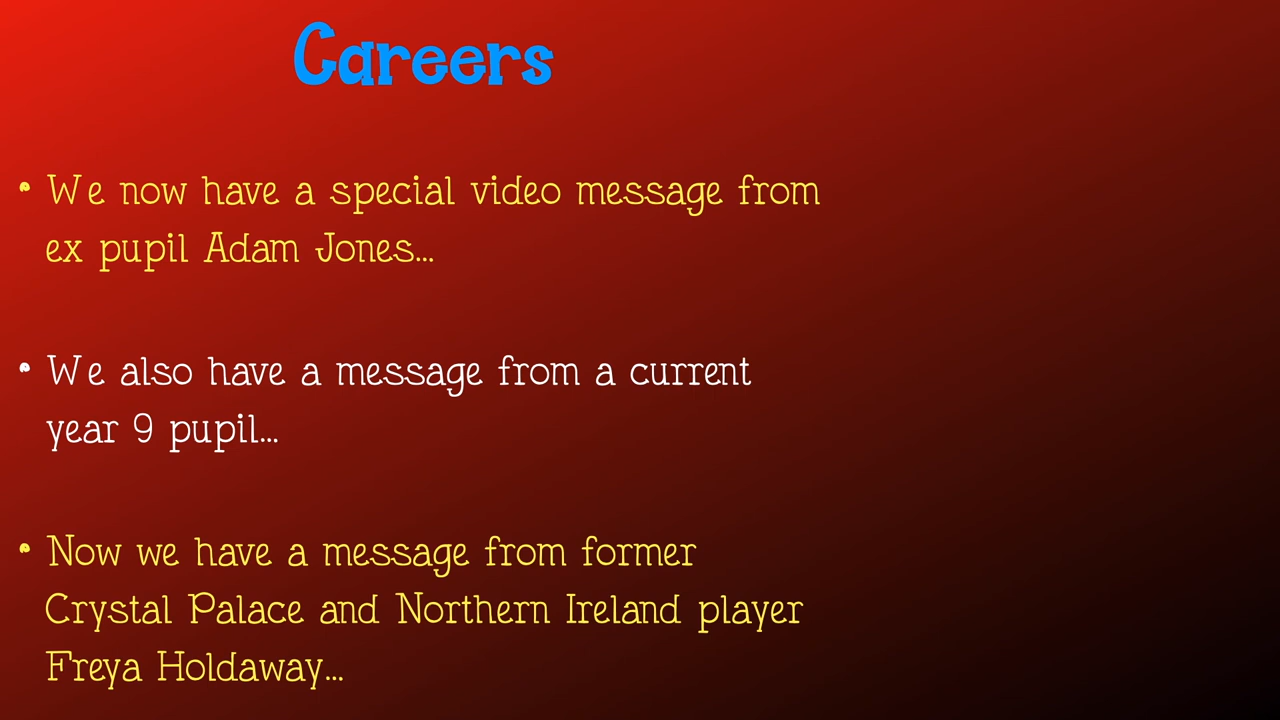 Careers
• We now have a special video message from
ex pupil Adam Jones...
• We also have a message from a current
year 9 pupil...
• Now we have a message from former
Crystal Palace and Northern Ireland player
Freya Holdaway...